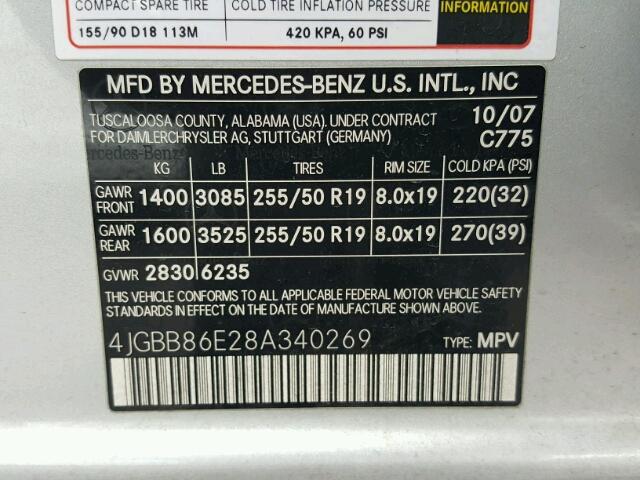 COMPACT SPARE TIRE COLD TIRE INFLATION PRESSURE
INFORMATION
155/90 D18 113M 420 KPA, 60 PSI
MFD BY MERCEDES-BENZ U.S. INTL., INC
TUSCALOOSA COUNTY, ALABAMA (USA). UNDER CONTRACT 10/07
FOR DAIMLERCHRYSLER AG, STUTTGART (GERMANY) C775
KG LB TIRES RIM SIZE COLD KPA (PSI)
GAWR FRONT 1400 3085 255/50 R19 8.0x19 220(32)
GAWR REAR 1600 3525 255/50 R19 8.0x19 270(39)
GVWR 2830 6235
THIS VEHICLE CONFORMS TO ALL APPLICABLE FEDERAL MOTOR VEHICLE SAFETY
STANDARDS IN EFFECT ON THE DATE OF MANUFACTURE SHOWN ABOVE.
4JGBB86E28A340269 TYPE: MPV